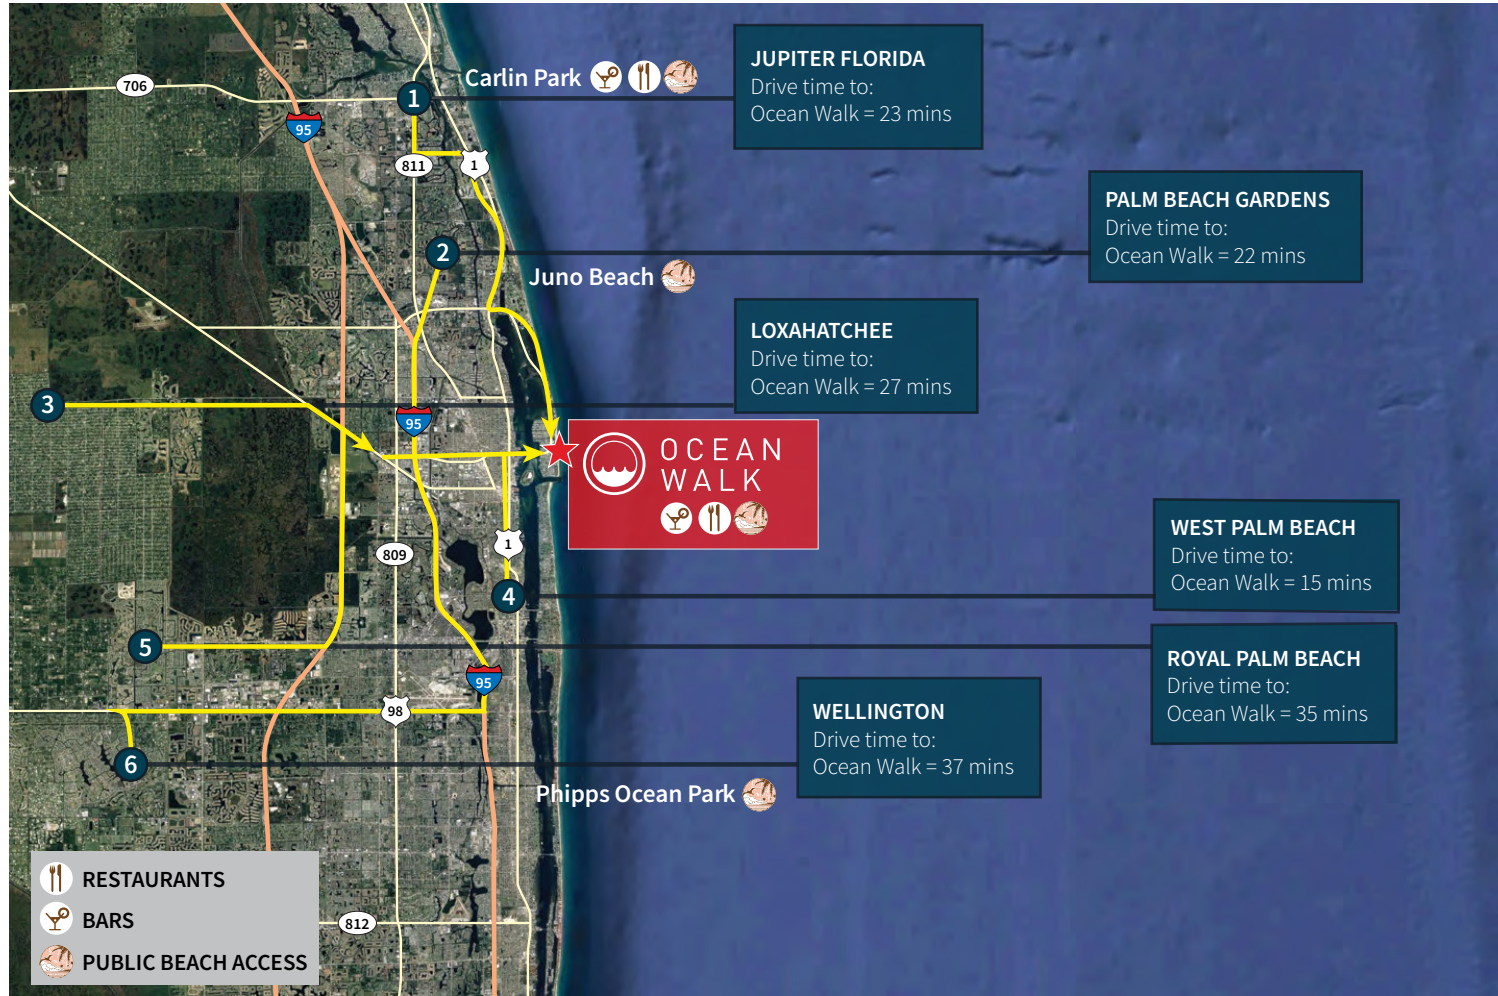 JUPITER FLORIDA
Drive time to:
Ocean Walk = 23 mins
Carlin Park
706
1
95
811
1
PALM BEACH GARDENS
Drive time to:
Ocean Walk = 22 mins
2
Juno Beach
LOXAHATCHEE
Drive time to:
Ocean Walk = 27 mins
3
95
OCEAN
WALK
WEST PALM BEACH
Drive time to:
Ocean Walk = 15 mins
1
809
4
5
ROYAL PALM BEACH
Drive time to:
Ocean Walk = 35 mins
95
98
WELLINGTON
Drive time to:
Ocean Walk = 37 mins
6
Phipps Ocean Park
RESTAURANTS
BARS
PUBLIC BEACH ACCESS
812